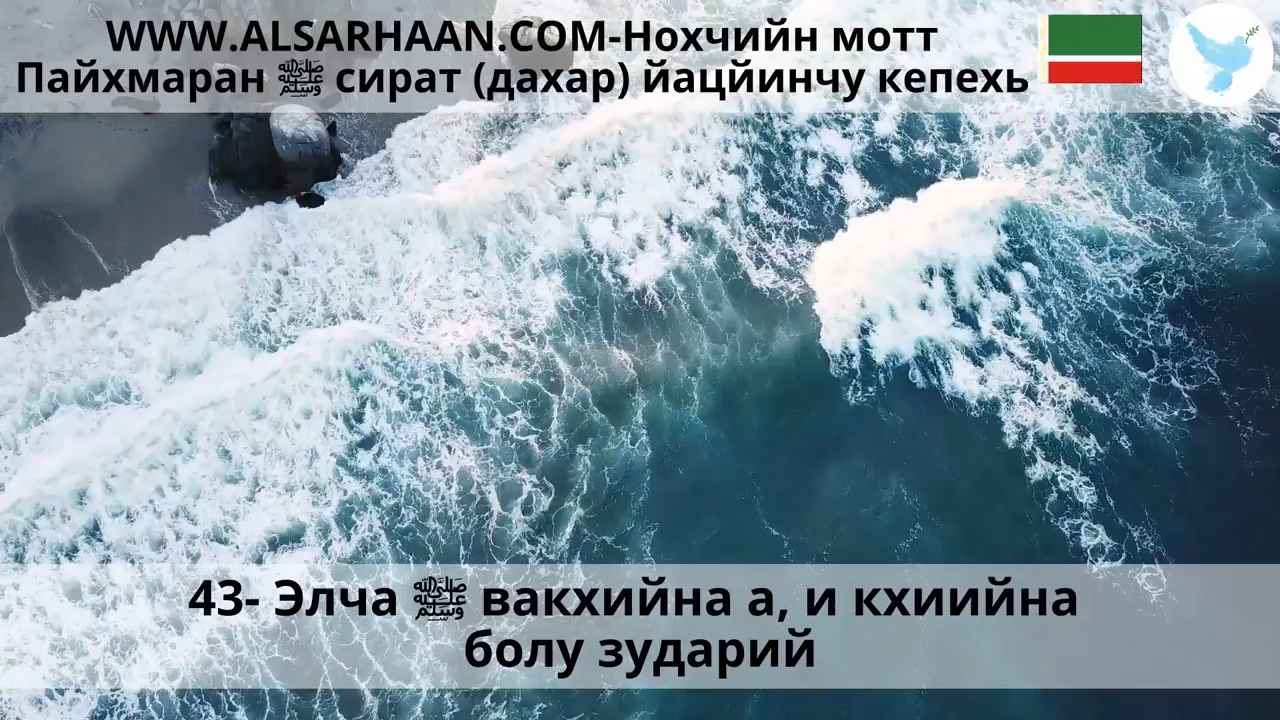 WWW.ALSARHAAN.COM-Нохчийн мотт
Пайхмаран ﷺ сират (дахар) йацйинчу кепехь
43- Элча ﷺ вакхийна а, и кхиийна
болу зударий